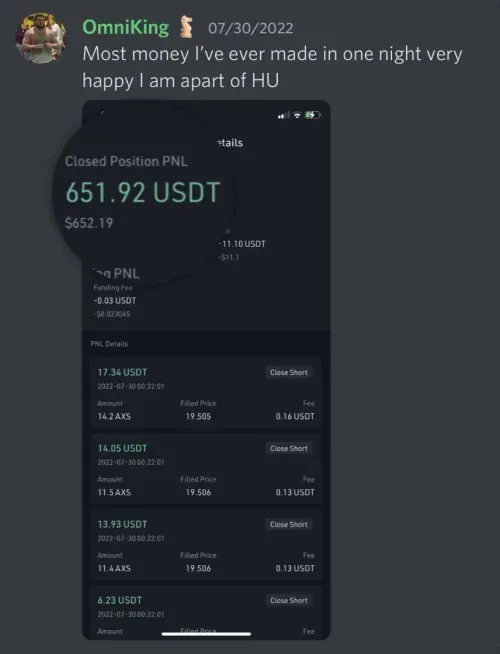 OmniKing 07/30/2022
Most money I've ever made in one night very
happy I am apart of HU
etails
Closed Position PNL
651.92 USDT
$652.19
-11.10 USDT
-$11.1
PNL
Funding Fee
-0.03 USDT
-$0.023045
PNL Details
17.34 USDT Close Short
2022-07-30 00:22:01
Amount Filled Price Fee
14.2 AXS 19.505 0.16 USDT
14.05 USDT Close Short
2022-07-30 00:22:01
Amount Filled Price Fee
11.5 AXS 19.506 0.13 USDT
13.93 USDT Close Short
2022-07-30 00:22:01
Amount Filled Price Fee
11.4 AXS 19.506 0.13 USDT
6.23 USDT Close Short
2022-07-30 00:22:01
Amount Filled Price Fee